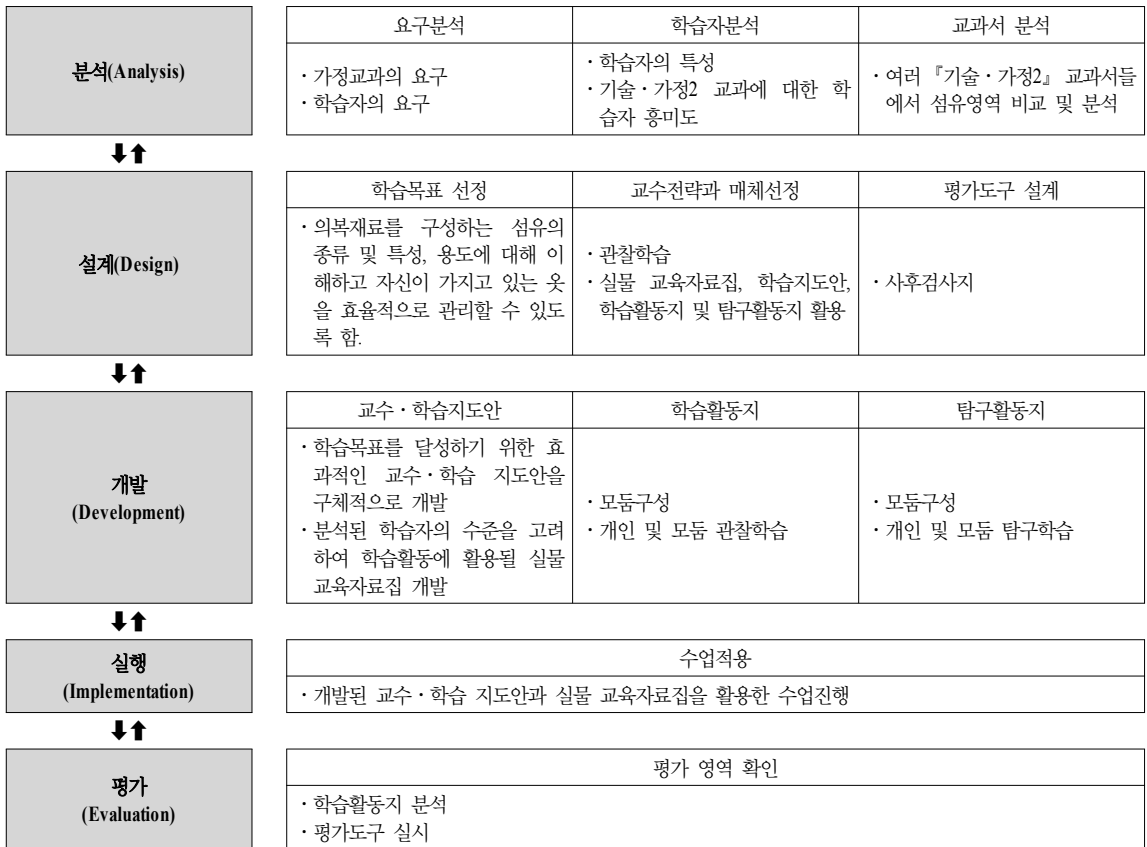 분석(Analysis)
요구분석
학습자분석
교과서 분석
· 가정교과의 요구
· 학습자의 요구
· 학습자의 특성
· 기술・가정2 교과에 대한 학
습자 흥미도
· 여러 『기술・가정2』 교과서들
에서 섬유영역 비교 및 분석
⬇⬆
설계(Design)
학습목표 선정
교수전략과 매체선정
평가도구 설계
· 의복재료를 구성하는 섬유의
종류 및 특성, 용도에 대해 이
해하고 자신이 가지고 있는 옷
을 효율적으로 관리할 수 있도
록 함.
· 관찰학습
· 실물 교육자료집, 학습지도안,
학습활동지 및 탐구활동지 활용
· 사후검사지
⬇⬆
개발
(Development)
교수・학습지도안
학습활동지
탐구활동지
· 학습목표를 달성하기 위한 효
과적인 교수・학습 지도안을
구체적으로 개발
· 분석된 학습자의 수준을 고려
하여 학습활동에 활용될 실물
교육자료집 개발
· 모둠구성
· 개인 및 모둠 관찰학습
· 모둠구성
· 개인 및 모둠 탐구학습
⬇⬆
실행
(Implementation)
수업적용
· 개발된 교수・학습 지도안과 실물 교육자료집을 활용한 수업진행
⬇⬆
평가
(Evaluation)
평가 영역 확인
· 학습활동지 분석
· 평가도구 실시